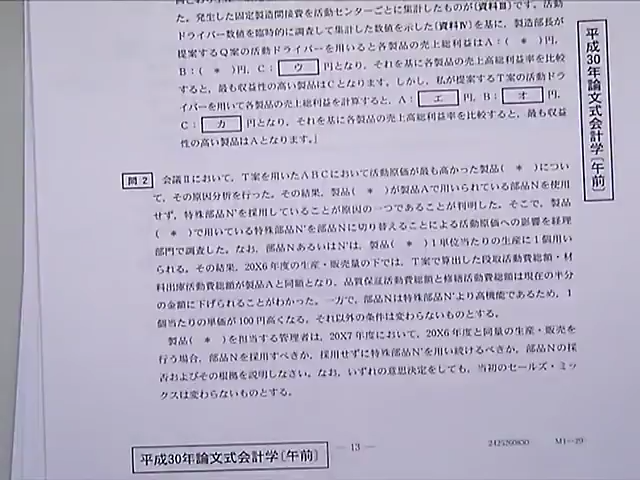 た。発生した固定製造間接費を活動センターごとに集計したものが(資料Ⅲ)です。活動
ドライバー数値を臨時的に調査して集計した数値を示した(資料Ⅳ)を基に、製造部長が
提案するQ案の活動ドライバーを用いると各製品の売上総利益はA:( * )円,
B:( * )円,C: ウ 円となり,それを基に各製品の売上高総利益率を比較
すると,最も収益性の高い製品はCとなります。しかし,私が提案するT案の活動ドラ
イバーを用いて各製品の売上総利益を計算すると,A: エ 円,B: オ 円,
C: カ 円となり,それを基に各製品の売上高総利益率を比較すると,最も収益
性の高い製品はAとなります。」
問2 会議Ⅱにおいて,T案を用いたABCにおいて活動原価が最も高かった製品( * )につい
て,その原因分析を行った。その結果,製品( * )が製品Aで用いられている部品Nを使用
せず,特殊部品N'を採用していることが原因の一つであることが判明した。そこで,製品
( * )で用いている特殊部品N'を部品Nに切り替えることによる活動原価への影響を経理
部門で調査した。なお,部品NあるいはN'は,製品( * )1単位当たりの生産に1個用い
られる。その結果,20X6年度の生産・販売量の下では,T案で算出した段取活動費総額・材
料出庫活動費総額が製品Aと同額となり,品質保証活動費総額と修繕活動費総額は現在の半分
の金額に下げられることがわかった。一方で,部品Nは特殊部品N'より高機能であるため,1
個当たりの単価が100円高くなる。それ以外の条件は変わらないものとする。
製品( * )を担当する管理者は,20X7年度において,20X6年度と同量の生産・販売を
行う場合,部品Nを採用すべきか,採用せずに特殊部品N'を用い続けるべきか,部品Nの採
否およびその根拠を説明しなさい。なお,いずれの意思決定をしても,当初のセールズ・ミッ
クスは変わらないものとする。
平成30年論文式会計学〔午前〕
— 13 —
平成30年論文式会計学〔午前〕
M1—29